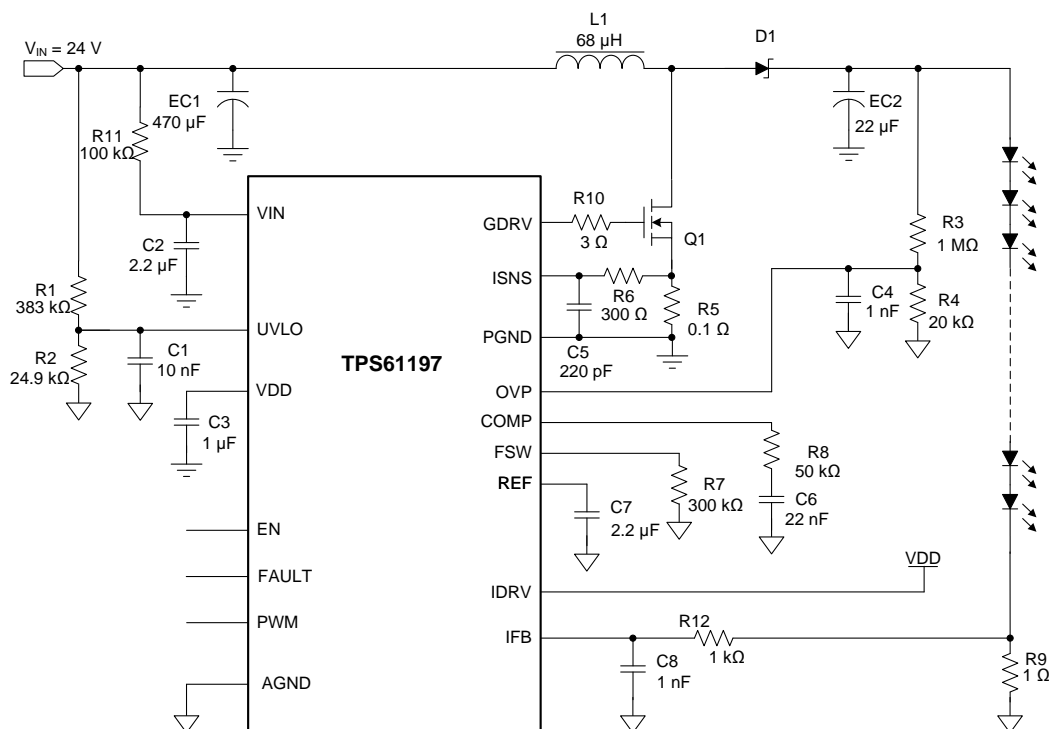 VIN = 24 V
L1
68 µH
D1
EC1
470 µF
EC2
22 µF
R11
100 kΩ
VIN
C2
2.2 µF
R10
3 Ω
GDRV
Q1
R3
1 MΩ
ISNS
R6
300 Ω
R5
0.1 Ω
C4
1 nF
R4
20 kΩ
R1
383 kΩ
UVLO
PGND
C5
220 pF
R2
24.9 kΩ
C1
10 nF
TPS61197
VDD
OVP
C3
1 µF
COMP
FSW
REF
R8
50 kΩ
R7
300 kΩ
C6
22 nF
C7
2.2 µF
EN
FAULT
VDD
IDRV
PWM
IFB
R12
1 kΩ
C8
1 nF
R9
1 Ω
AGND